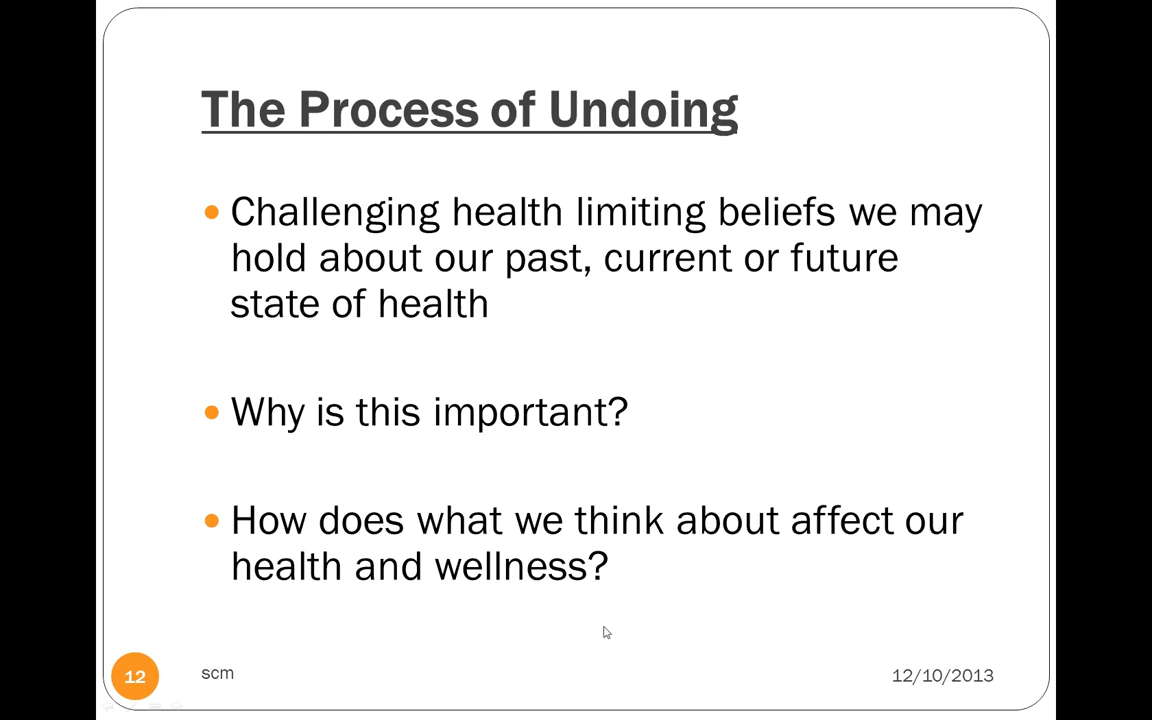 The Process of Undoing
Challenging health limiting beliefs we may
hold about our past, current or future
state of health
Why is this important?
How does what we think about affect our
health and wellness?
12
scm
12/10/2013